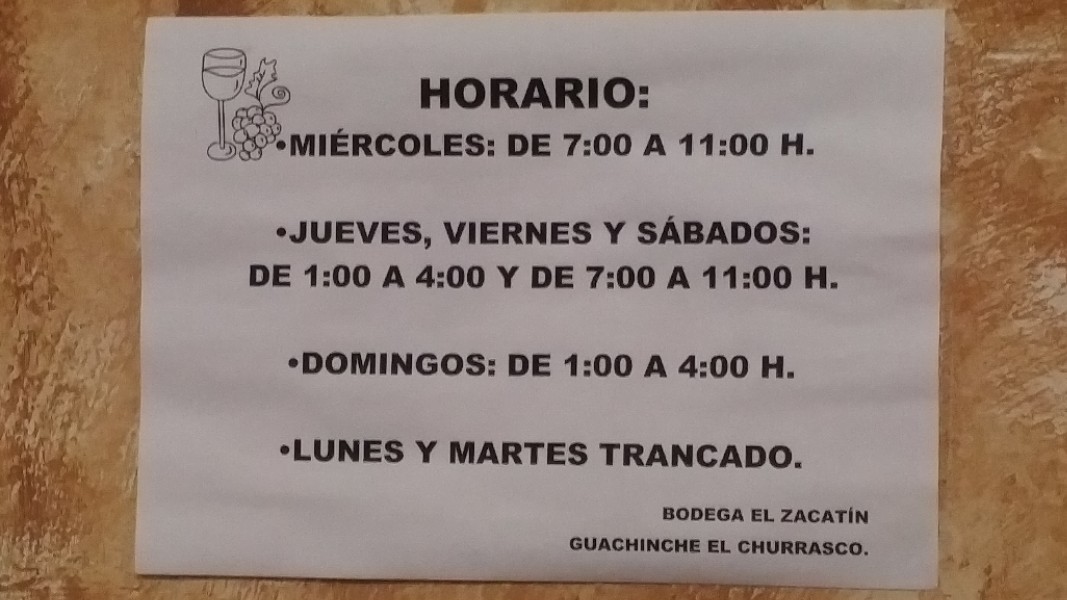 HORARIO:
•MIÉRCOLES: DE 7:00 A 11:00 H.
•JUEVES, VIERNES Y SÁBADOS:
DE 1:00 A 4:00 Y DE 7:00 A 11:00 H.
•DOMINGOS: DE 1:00 A 4:00 H.
•LUNES Y MARTES TRANCADO.
BODEGA EL ZACATÍN
GUACHINCHE EL CHURRASCO.